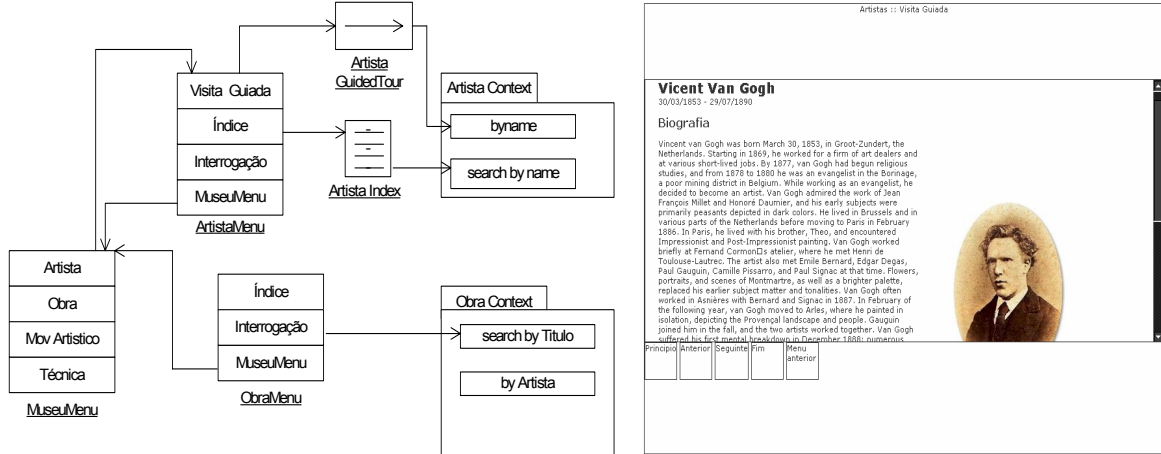 Artista
GuidedTour
Visita Guiada
Índice
Interrogação
MuseuMenu
ArtistaMenu
Artista Index
Artista Context
byname
search by name
Artista
Obra
Mov Artistico
Técnica
MuseuMenu
Índice
Interrogação
MuseuMenu
ObraMenu
Obra Context
search by Titulo
by Artista
Artistas :: Visita Guiada
Vicent Van Gogh
30/03/1853 - 29/07/1890
Biografia
Vincent van Gogh was born March 30, 1853, in Groot-Zundert, the
Netherlands. Starting in 1869, he worked for a firm of art dealers and
at various short-lived jobs. By 1877, van Gogh had begun religious
studies, and from 1878 to 1880 he was an evangelist in the Borinage,
a poor mining district in Belgium. While working as an evangelist, he
decided to become an artist. Van Gogh admired the work of Jean
François Millet and Honoré Daumier, and his early subjects were
primarily peasants depicted in dark colors. He lived in Brussels and in
various parts of the Netherlands before moving to Paris in February
1886. In Paris, he lived with his brother, Theo, and encountered
Impressionist and Post-Impressionist painting. Van Gogh worked
briefly at Fernand Cormon□s atelier, where he met Henri de
Toulouse-Lautrec. The artist also met Emile Bernard, Edgar Degas,
Paul Gauguin, Camille Pissarro, and Paul Signac at that time. Flowers,
portraits, and scenes of Montmartre, as well as a brighter palette,
replaced his earlier subject matter and tonalities. Van Gogh often
worked in Asnières with Bernard and Signac in 1887. In February of
the following year, van Gogh moved to Arles, where he painted in
isolation, depicting the Provençal landscape and people. Gauguin
joined him in the fall, and the two artists worked together. Van Gogh
suffered his first mental breakdown in December 1888; numerous
Principio Anterior Seguinte Fim Menu
anterior